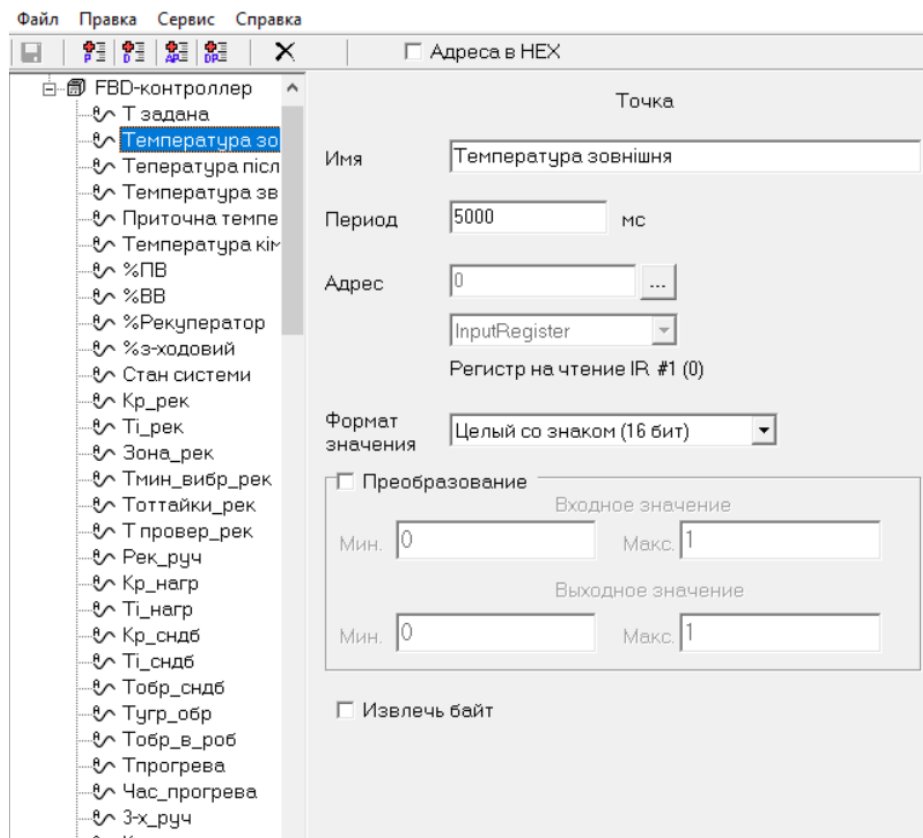 Файл Правка Сервис Справка
P D AP DP Адреса в HEX
FBD-контроллер
Т задана
Температура зо
Тепература післ
Температура зв
Приточна темпе
Температура кім
%ПВ
%ВВ
%Рекуператор
%з-ходовий
Стан системи
Кр_рек
Ті_рек
Зона_рек
Тмин_вибр_рек
Тоттайки_рек
Т провер_рек
Рек_руч
Кр_нагр
Ті_нагр
Кр_сндб
Ті_сндб
Тобр_сндб
Тугр_обр
Тобр_в_роб
Тпрогрева
Час_прогрева
3-х_руч
Точка
Имя Температура зовнішня
Период 5000 мс
Адрес 0 ...
InputRegister
Регистр на чтение IR #1 (0)
Формат
значения Целый со знаком (16 бит)
Преобразование
Входное значение
Мин. 0 Макс. 1
Выходное значение
Мин. 0 Макс. 1
Извлечь байт